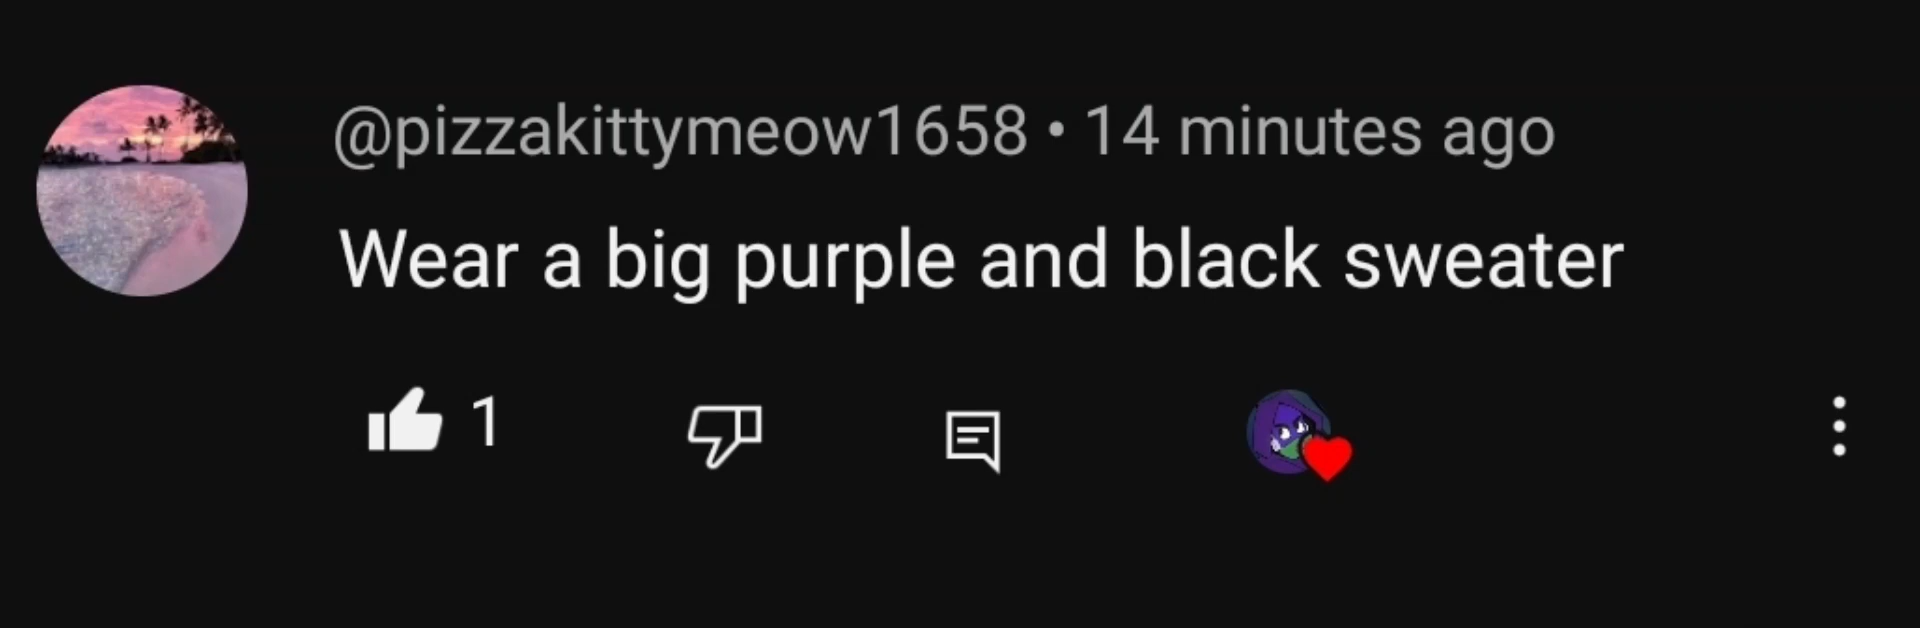 @pizzakittymeow1658 • 14 minutes ago
Wear a big purple and black sweater
1